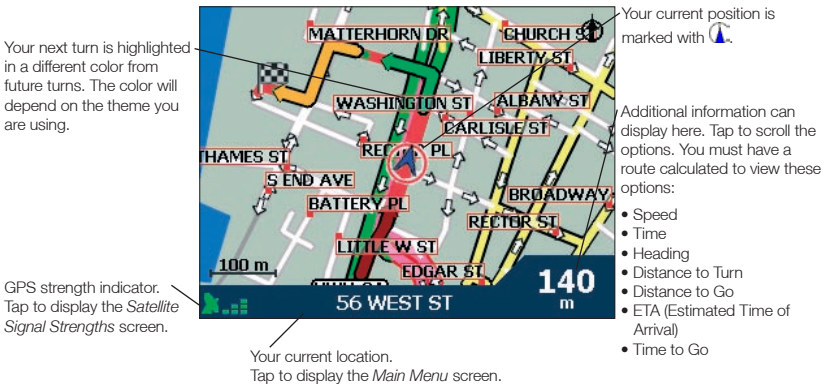 Your next turn is highlighted
in a different color from
future turns. The color will
depend on the theme you
are using.
GPS strength indicator.
Tap to display the Satellite
Signal Strengths screen.
MATTERHORN DR
CHURCH ST
LIBERTY ST
WASHINGTON ST
ALBANY ST
CARLISLE ST
RECTOR PL
THAMES ST
S END AVE
BROADWAY
BATTERY PL
RECTOR ST
LITTLE W ST
EDGAR ST
100 m
140
m
56 WEST ST
Your current location.
Tap to display the Main Menu screen.
Your current position is
marked with .
Additional information can
display here. Tap to scroll the
options. You must have a
route calculated to view these
options:
• Speed
• Time
• Heading
• Distance to Turn
• Distance to Go
• ETA (Estimated Time of
Arrival)
• Time to Go